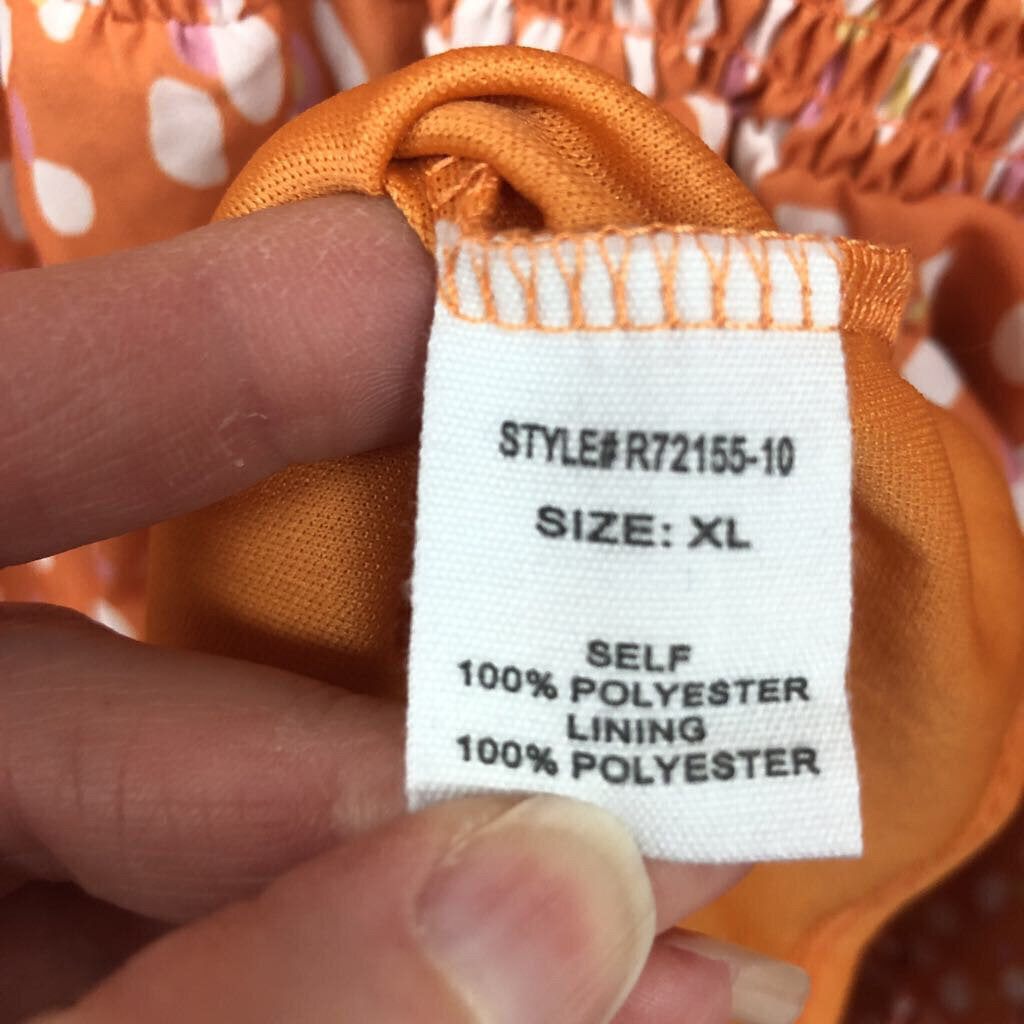 STYLE# R72155-10
SIZE: XL
SELF
100% POLYESTER
LINING
100% POLYESTER